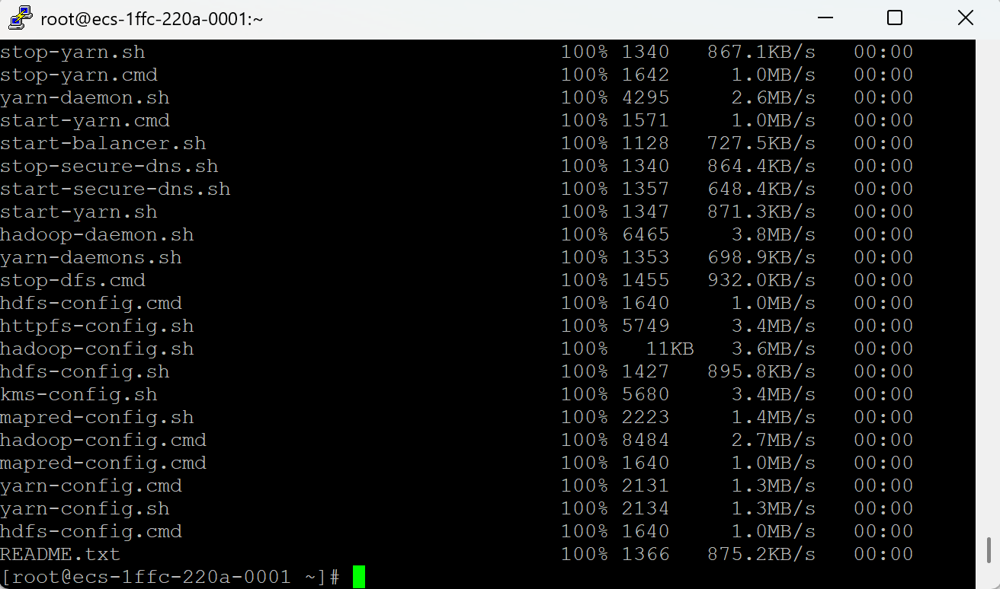 root@ecs-1ffc-220a-0001:~
stop-yarn.sh 100% 1340 867.1KB/s 00:00
stop-yarn.cmd 100% 1642 1.0MB/s 00:00
yarn-daemon.sh 100% 4295 2.6MB/s 00:00
start-yarn.cmd 100% 1571 1.0MB/s 00:00
start-balancer.sh 100% 1128 727.5KB/s 00:00
stop-secure-dns.sh 100% 1340 864.4KB/s 00:00
start-secure-dns.sh 100% 1357 648.4KB/s 00:00
start-yarn.sh 100% 1347 871.3KB/s 00:00
hadoop-daemon.sh 100% 6465 3.8MB/s 00:00
yarn-daemons.sh 100% 1353 698.9KB/s 00:00
stop-dfs.cmd 100% 1455 932.0KB/s 00:00
hdfs-config.cmd 100% 1640 1.0MB/s 00:00
httpfs-config.sh 100% 5749 3.4MB/s 00:00
hadoop-config.sh 100% 11KB 3.6MB/s 00:00
hdfs-config.sh 100% 1427 895.8KB/s 00:00
kms-config.sh 100% 5680 3.4MB/s 00:00
mapred-config.sh 100% 2223 1.4MB/s 00:00
hadoop-config.cmd 100% 8484 2.7MB/s 00:00
mapred-config.cmd 100% 1640 1.0MB/s 00:00
yarn-config.cmd 100% 2131 1.3MB/s 00:00
yarn-config.sh 100% 2134 1.3MB/s 00:00
hdfs-config.cmd 100% 1640 1.0MB/s 00:00
README.txt 100% 1366 875.2KB/s 00:00
[root@ecs-1ffc-220a-0001 ~]#